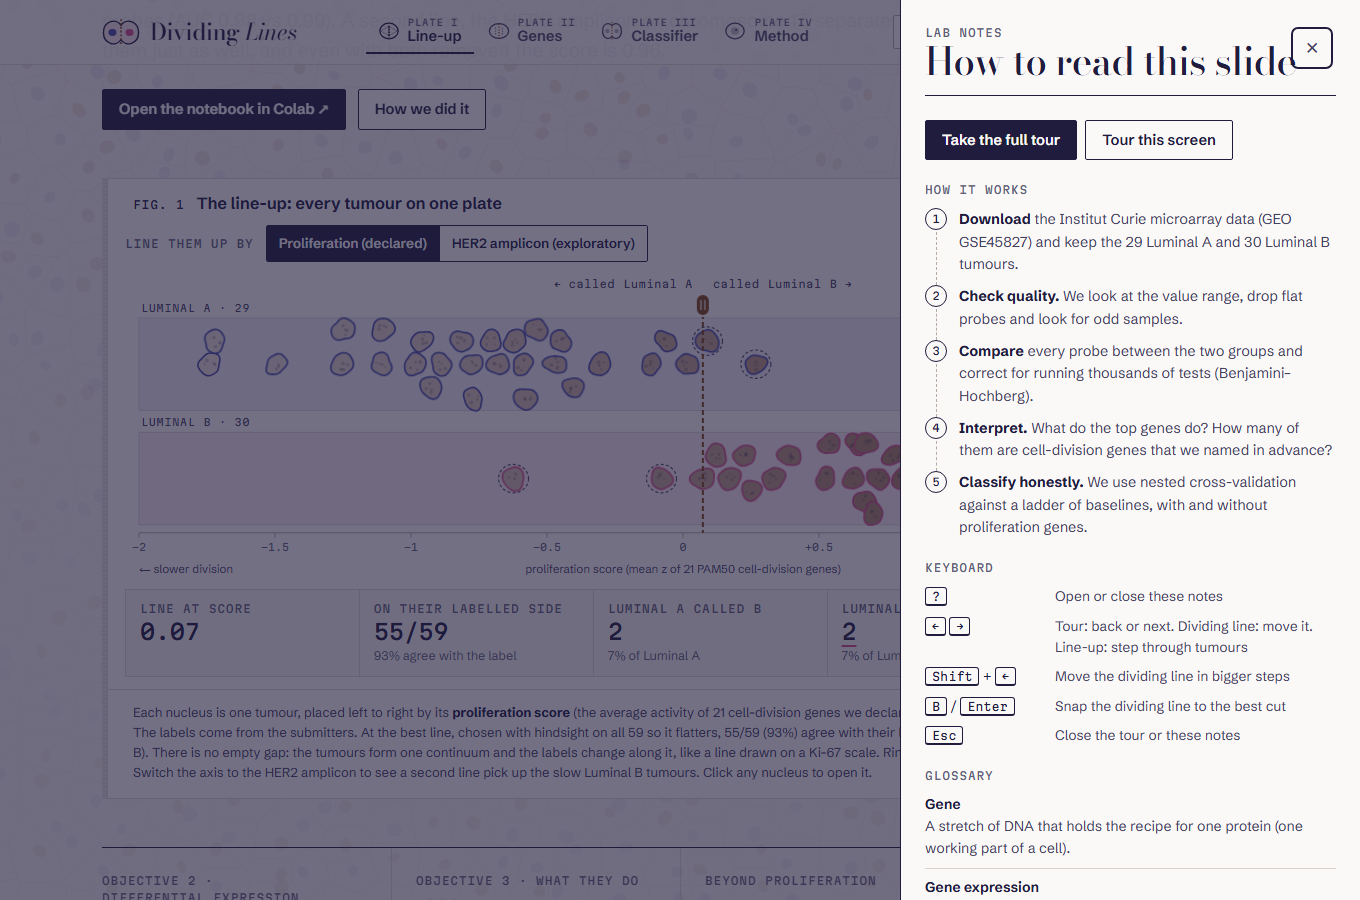 Dividing Lines
PLATE I
Line-up
PLATE II
Genes
PLATE III
Classifier
PLATE IV
Method
Open the notebook in Colab ↗
How we did it
FIG. 1 The line-up: every tumour on one plate
LINE THEM UP BY
Proliferation (declared)
HER2 amplicon (exploratory)
← called Luminal A
called Luminal B →
LUMINAL A · 29
LUMINAL B · 30
−2
−1.5
−1
−0.5
0
+0.5
← slower division
proliferation score (mean z of 21 PAM50 cell-division genes)
LINE AT SCORE
0.07
ON THEIR LABELLED SIDE
55/59
93% agree with the label
LUMINAL A CALLED B
2
7% of Luminal A
LUMINAL
2
7% of Lum
Each nucleus is one tumour, placed left to right by its proliferation score (the average activity of 21 cell-division genes we declar
The labels come from the submitters. At the best line, chosen with hindsight on all 59 so it flatters, 55/59 (93%) agree with their l
B). There is no empty gap: the tumours form one continuum and the labels change along it, like a line drawn on a Ki-67 scale. Rin
Switch the axis to the HER2 amplicon to see a second line pick up the slow Luminal B tumours. Click any nucleus to open it.
OBJECTIVE 2 ·
DIFFERENTIAL EXPRESSION
OBJECTIVE 3 · WHAT THEY DO
BEYOND PROLIFERATION
LAB NOTES
How to read this slide
×
Take the full tour
Tour this screen
HOW IT WORKS
1 Download the Institut Curie microarray data (GEO
GSE45827) and keep the 29 Luminal A and 30 Luminal B
tumours.
2 Check quality. We look at the value range, drop flat
probes and look for odd samples.
3 Compare every probe between the two groups and
correct for running thousands of tests (Benjamini–
Hochberg).
4 Interpret. What do the top genes do? How many of
them are cell-division genes that we named in advance?
5 Classify honestly. We use nested cross-validation
against a ladder of baselines, with and without
proliferation genes.
KEYBOARD
? Open or close these notes
← → Tour: back or next. Dividing line: move it.
Line-up: step through tumours
Shift + ← Move the dividing line in bigger steps
B / Enter Snap the dividing line to the best cut
Esc Close the tour or these notes
GLOSSARY
Gene
A stretch of DNA that holds the recipe for one protein (one
working part of a cell).
Gene expression